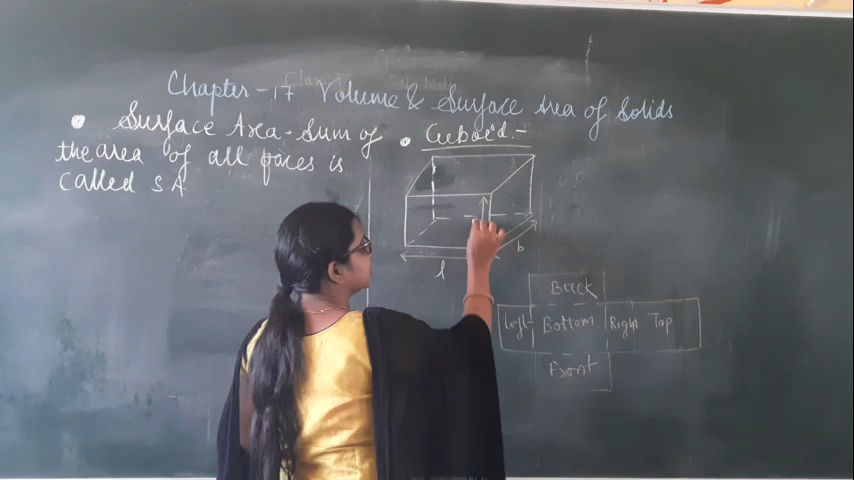 Chapter-17 Volume & Surface Area of Solids
• Surface Area - Sum of
the area of all faces is
called SA
• Cuboid :-
l
b
Back
Left Bottom Right Top
Front